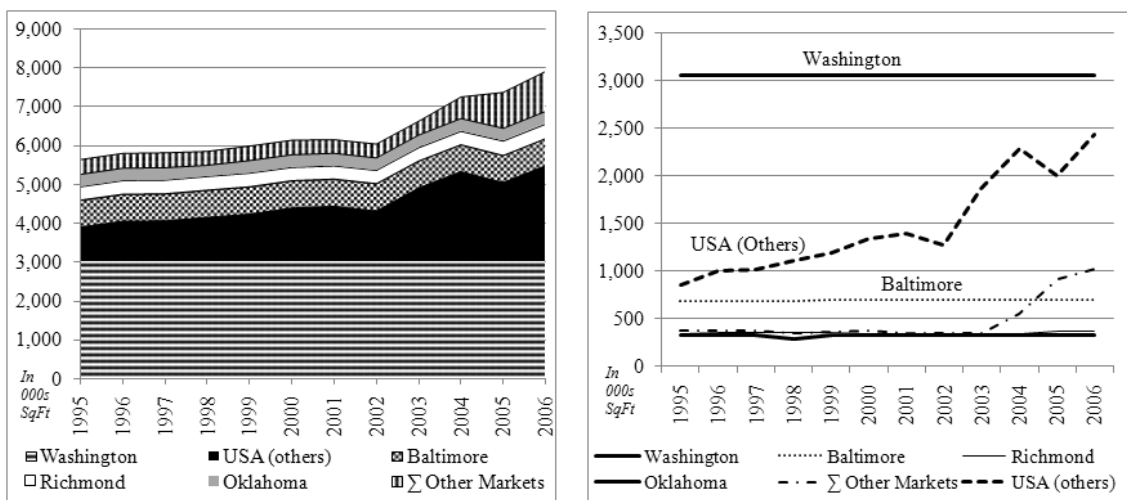 9,000
8,000
7,000
6,000
5,000
4,000
3,000
2,000
1,000
0
In
000s
SqFt
1995 1996 1997 1998 1999 2000 2001 2002 2003 2004 2005 2006
Washington USA (others) Baltimore
Richmond Oklahoma ∑ Other Markets
3,500
3,000
2,500
2,000
1,500
1,000
500
0
Washington
USA (Others)
Baltimore
In
000s
SqFt
1995 1996 1997 1998 1999 2000 2001 2002 2003 2004 2005 2006
Washington Baltimore Richmond
Oklahoma ∑ Other Markets USA (others)